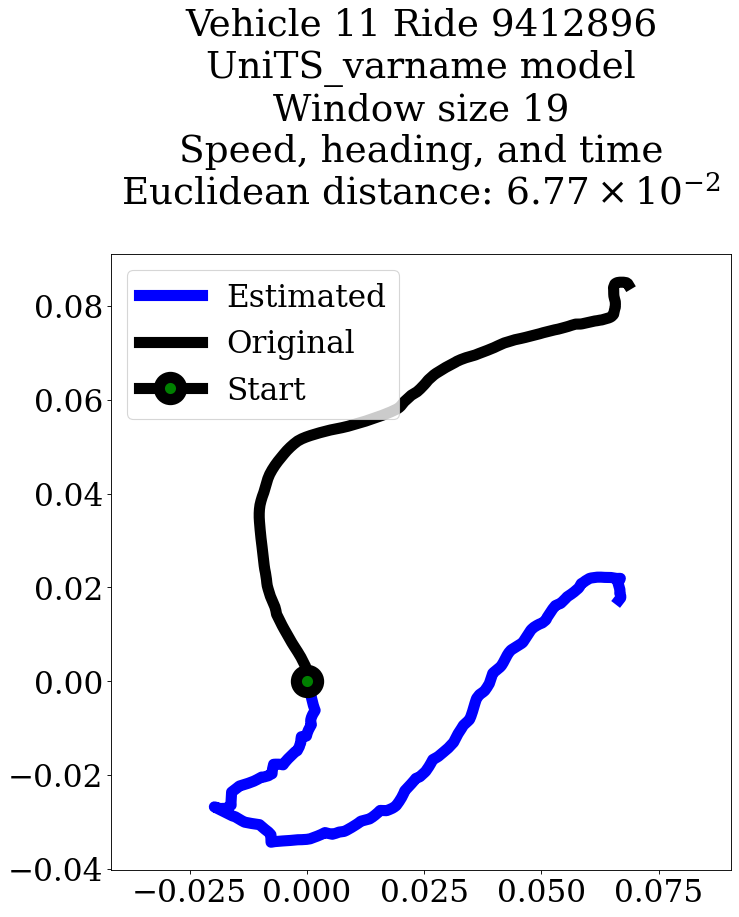 Vehicle 11 Ride 9412896
UniTS_varname model
Window size 19
Speed, heading, and time
Euclidean distance: 6.77 × 10⁻²
Estimated
Original
Start
0.08
0.06
0.04
0.02
0.00
−0.02
−0.04
−0.025 0.000 0.025 0.050 0.075